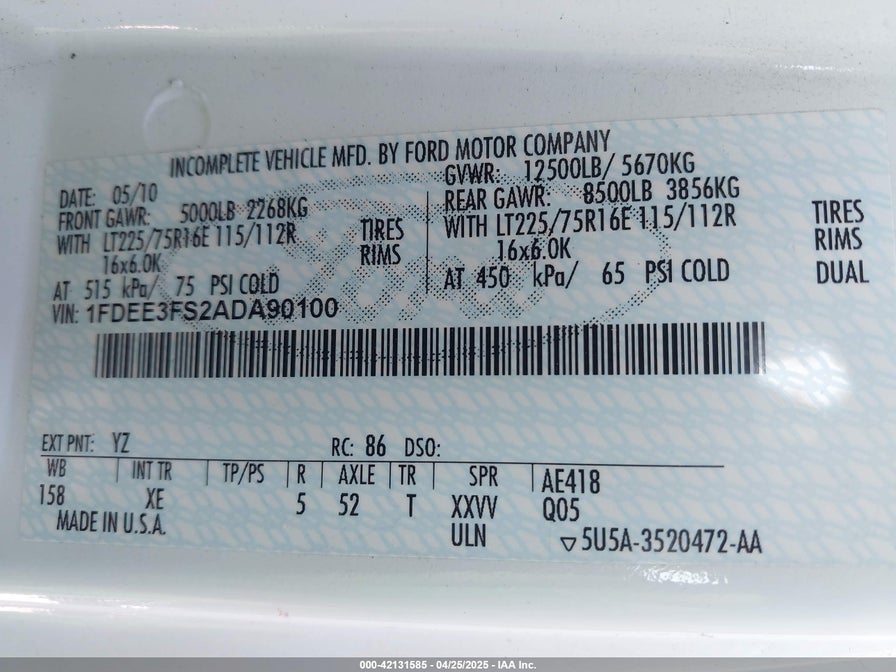 INCOMPLETE VEHICLE MFD. BY FORD MOTOR COMPANY
DATE: 05/10
GVWR: 12500LB/ 5670KG
FRONT GAWR: 5000LB 2268KG
REAR GAWR: 8500LB 3856KG
WITH LT225/75R16E 115/112R TIRES
WITH LT225/75R16E 115/112R TIRES
16x6.0K RIMS
16x6.0K RIMS
AT 515 kPa/ 75 PSI COLD
AT 450 kPa/ 65 PSI COLD DUAL
VIN: 1FDEE3FS2ADA90100
EXT PNT: YZ RC: 86 DSO:
WB INT TR TP/PS R AXLE TR SPR AE418
158 XE 5 52 T XXVV Q05
MADE IN U.S.A. ULN 5U5A-3520472-AA
000-42131585 - 04/25/2025 - IAA Inc.